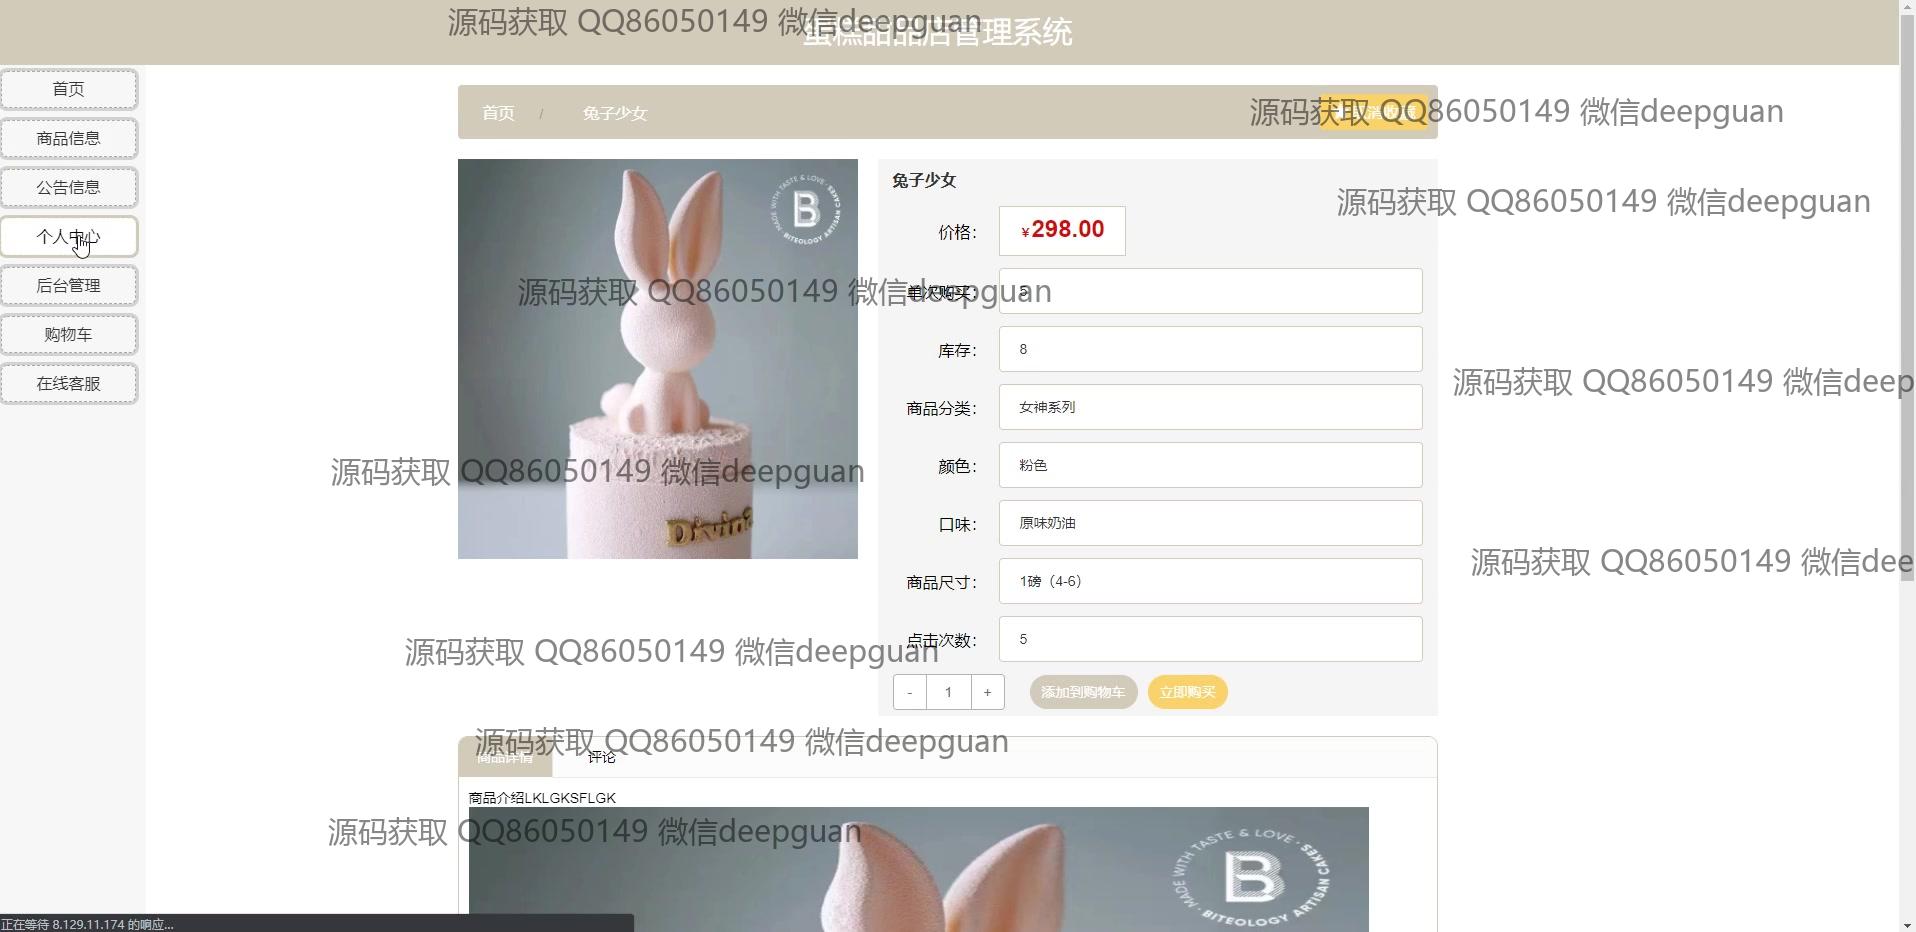 源码获取 QQ86050149 微信deepguan
蛋糕甜品店管理系统
首页
商品信息
公告信息
个人中心
后台管理
购物车
在线客服
首页 / 兔子少女
源码获取 QQ86050149 微信deepguan
MADE WITH TASTE & LOVE · BITEOLOGY ARTISAN CAKES ·
B
兔子少女
源码获取 QQ86050149 微信deepguan
价格： ¥298.00
源码获取 QQ86050149 微信deepguan
单次购买： 5
库存： 8
源码获取 QQ86050149 微信deep
商品分类： 女神系列
颜色： 粉色
源码获取 QQ86050149 微信deepguan
口味： 原味奶油
Divin
源码获取 QQ86050149 微信dee
商品尺寸： 1磅（4-6）
点击次数： 5
源码获取 QQ86050149 微信deepguan
- 1 + 添加到购物车 立即购买
源码获取 QQ86050149 微信deepguan
商品详情 评论
商品介绍LKLGKSFLGK
源码获取 QQ86050149 微信deepguan
MADE WITH TASTE & LOVE · BITEOLOGY ARTISAN CAKES
B
正在等待 8.129.11.174 的响应...